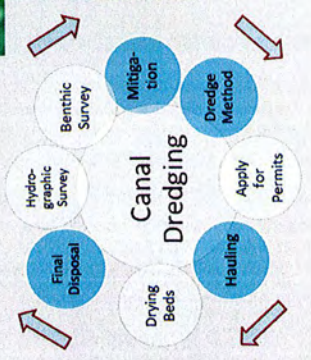 Canal
Dredging
Hydro-
graphic
Survey
Benthic
Survey
Mitiga-
tion
Dredge
Method
Apply
for
Permits
Hauling
Drying
Beds
Final
Disposal